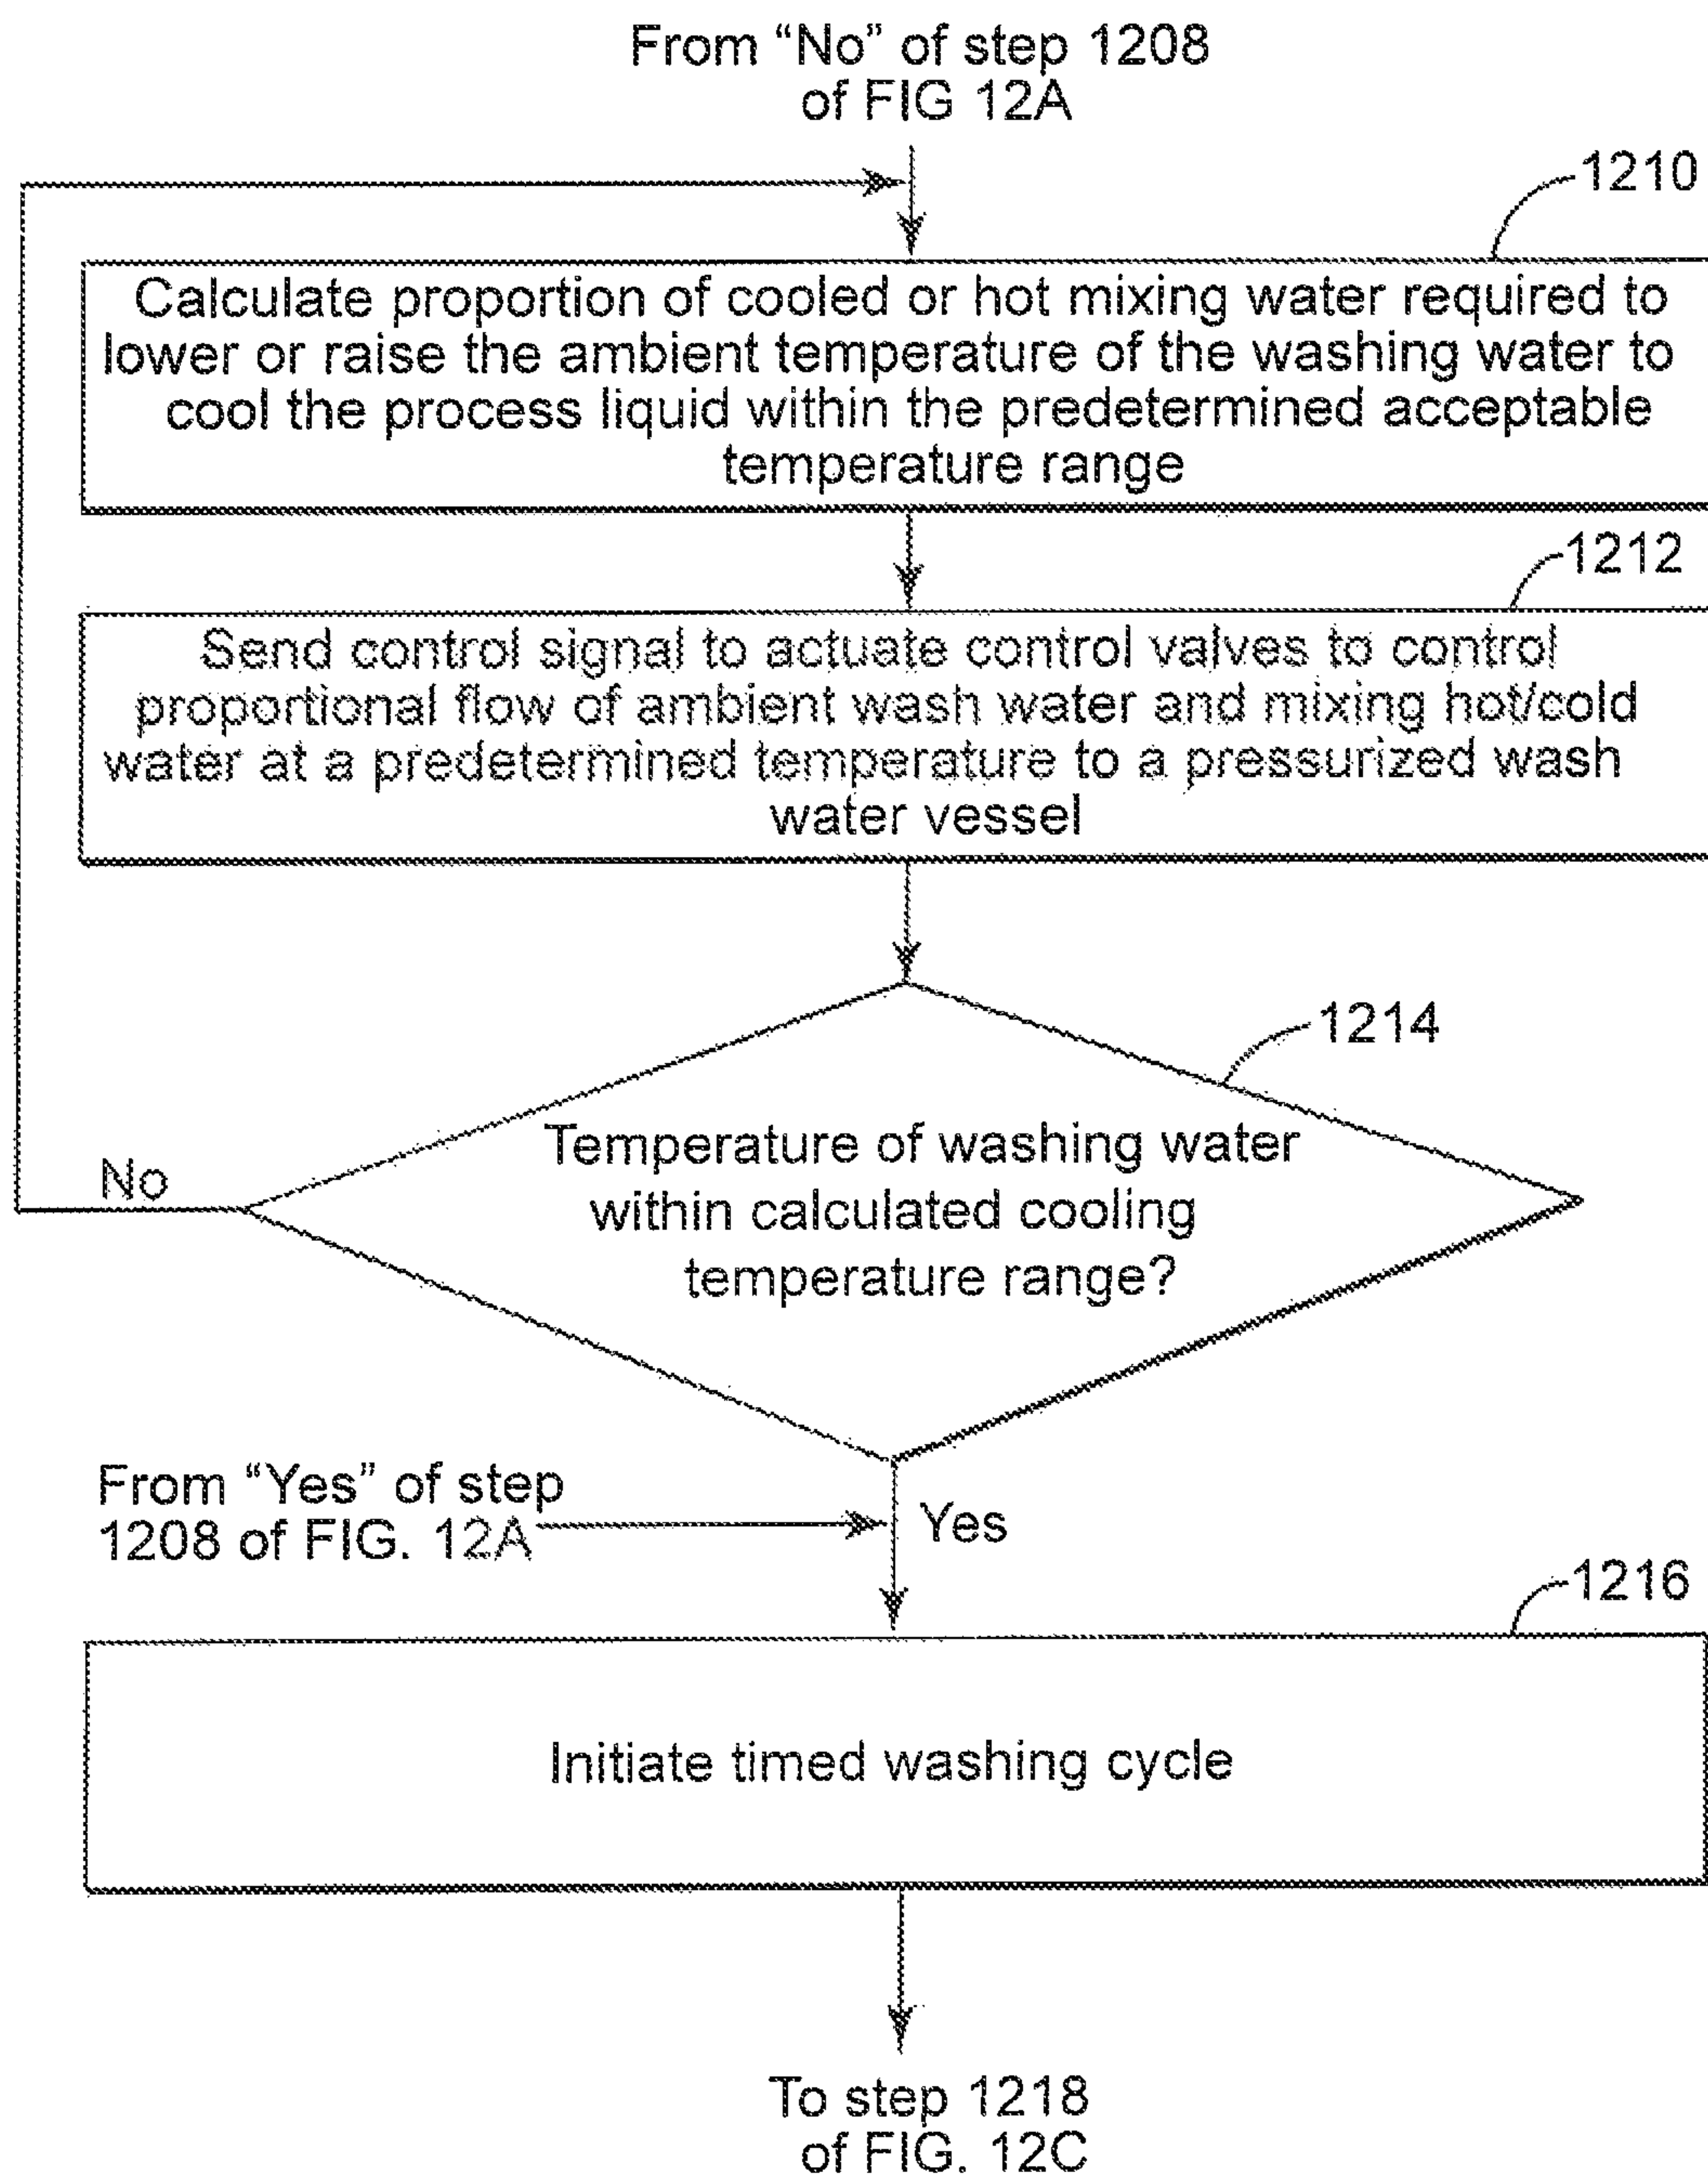 From “No” of step 1208
of FIG 12A
1210
Calculate proportion of cooled or hot mixing water required to
lower or raise the ambient temperature of the washing water to
cool the process liquid within the predetermined acceptable
temperature range
1212
Send control signal to actuate control valves to control
proportional flow of ambient wash water and mixing hot/cold
water at a predetermined temperature to a pressurized wash
water vessel
1214
Temperature of washing water
within calculated cooling
temperature range?
No
From “Yes” of step
1208 of FIG. 12A
Yes
1216
Initiate timed washing cycle
To step 1218
of FIG. 12C